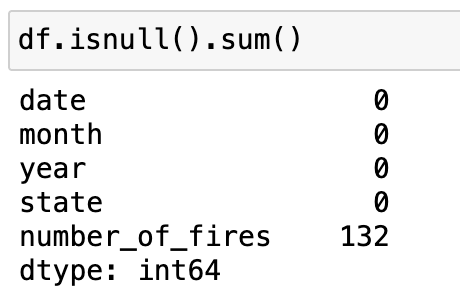 df.isnull().sum()
date 0
month 0
year 0
state 0
number_of_fires 132
dtype: int64